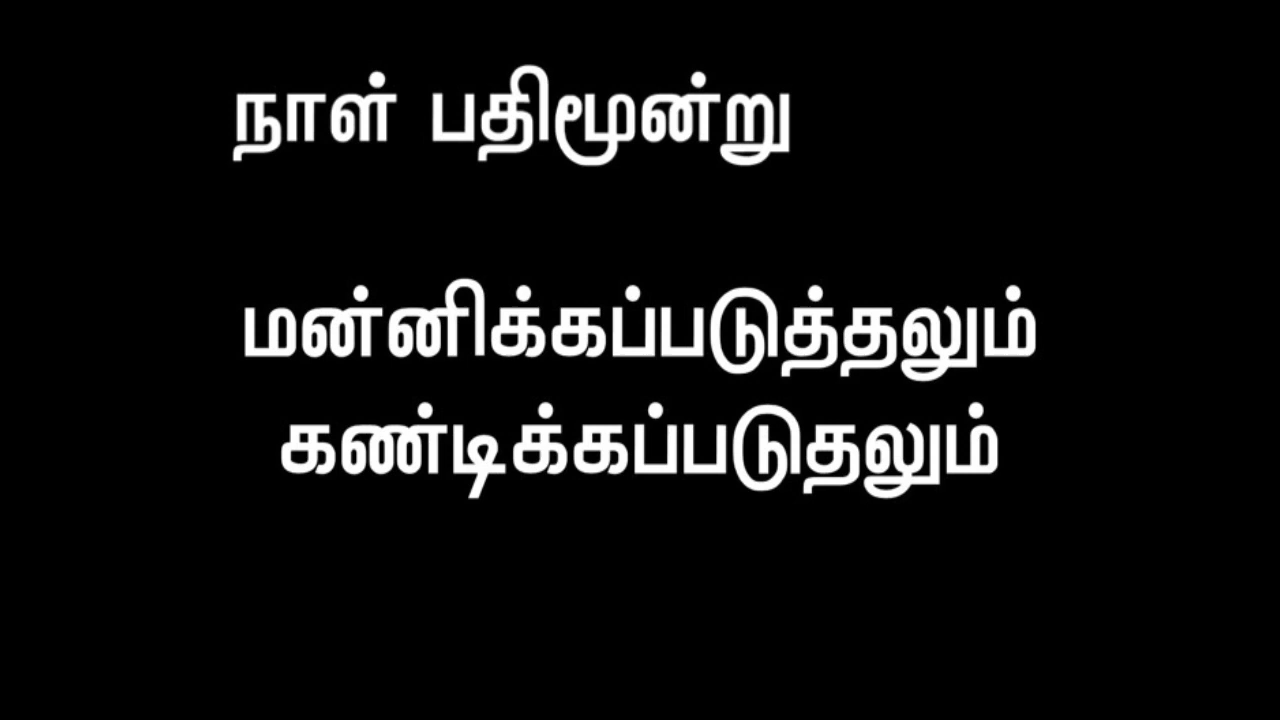 நாள் பதிமூன்று
மன்னிக்கப்படுத்தலும்
கண்டிக்கப்படுதலும்